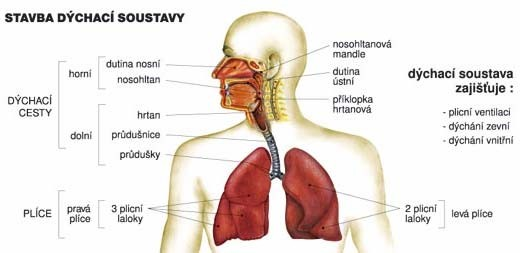 STAVBA DÝCHACÍ SOUSTAVY
DÝCHACÍ
CESTY
horní
dutina nosní
nosohltan
dolní
hrtan
průdušnice
průdušky
nosohltanová
mandle
dutina
ústní
příklopka
hrtanová
dýchací soustava
zajišťuje :
- plicní ventilaci
- dýchání zevní
- dýchání vnitřní
PLÍCE
pravá
plíce
3 plicní
laloky
2 plicní
laloky
levá plíce